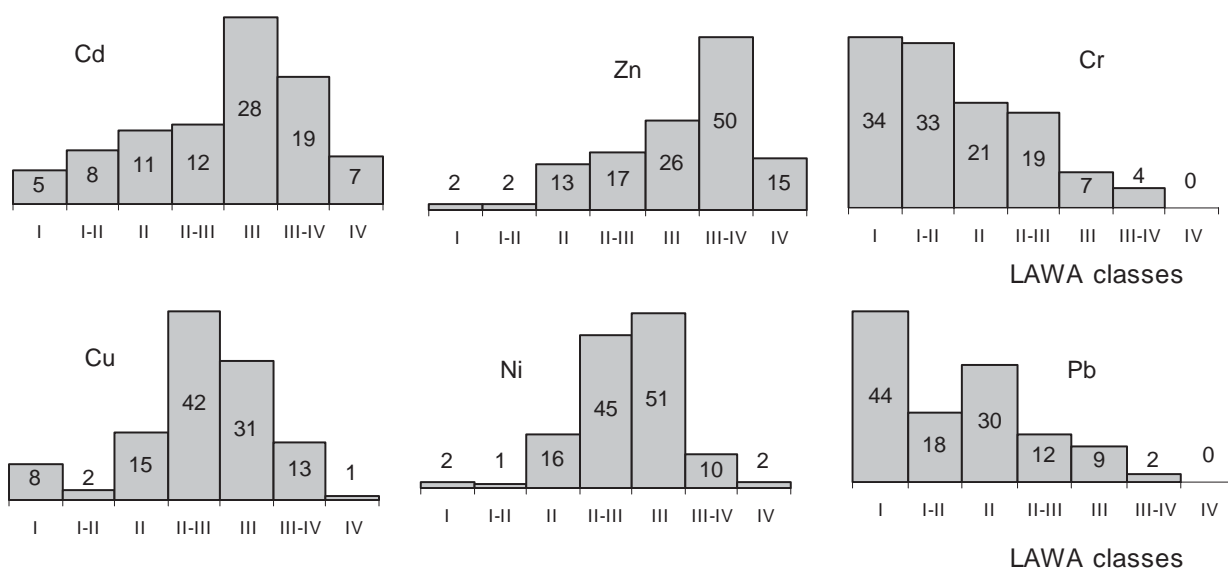 Cd
5 8 11 12 28 19 7
I I-II II II-III III III-IV IV
Zn
2 2 13 17 26 50 15
I I-II II II-III III III-IV IV
Cr
34 33 21 19 7 4 0
I I-II II II-III III III-IV IV
LAWA classes
Cu
8 2 15 42 31 13 1
I I-II II II-III III III-IV IV
Ni
2 1 16 45 51 10 2
I I-II II II-III III III-IV IV
Pb
44 18 30 12 9 2 0
I I-II II II-III III III-IV IV
LAWA classes